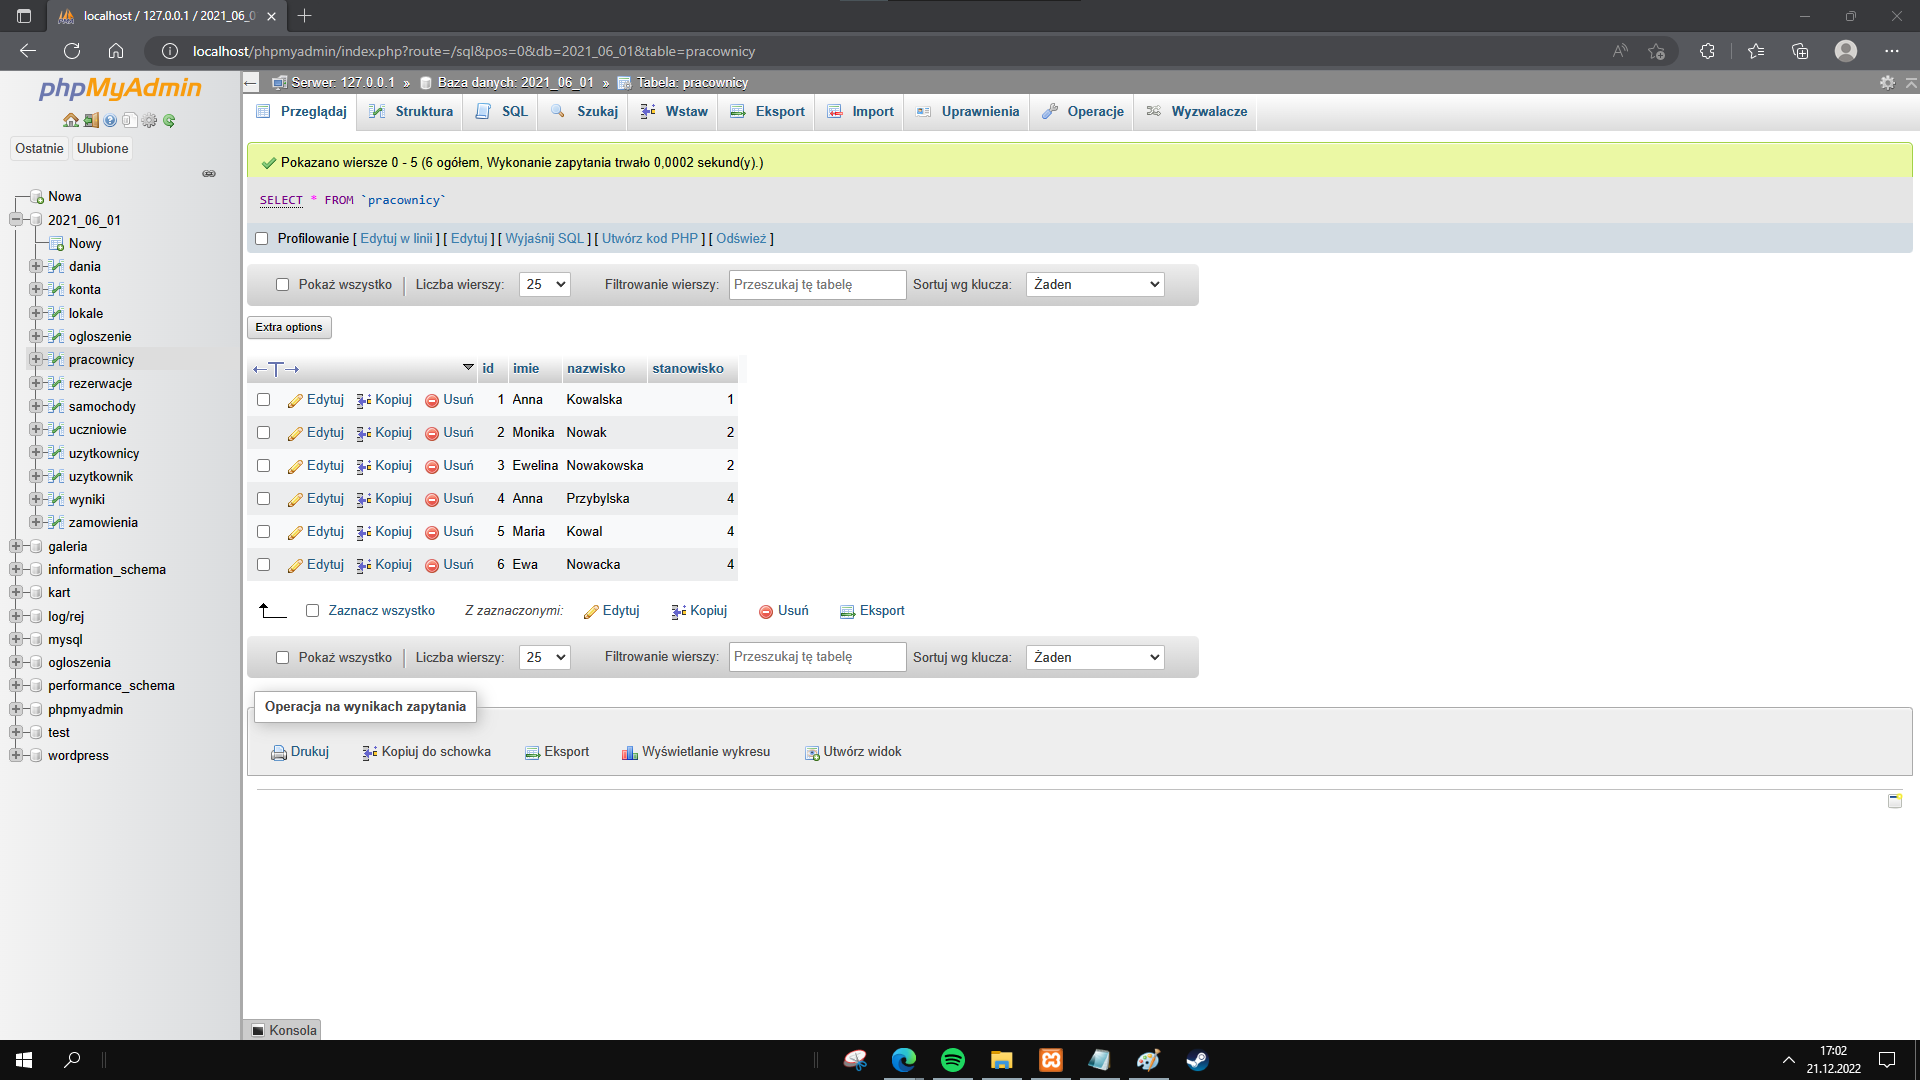 localhost / 127.0.0.1 / 2021_06_0
localhost/phpmyadmin/index.php?route=/sql&pos=0&db=2021_06_01&table=pracownicy
phpMyAdmin
Ostatnie Ulubione
Nowa
2021_06_01
Nowy
dania
konta
lokale
ogloszenie
pracownicy
rezerwacje
samochody
uczniowie
uzytkownicy
uzytkownik
wyniki
zamowienia
galeria
information_schema
kart
log/rej
mysql
ogloszenia
performance_schema
phpmyadmin
test
wordpress
Serwer: 127.0.0.1 » Baza danych: 2021_06_01 » Tabela: pracownicy
Przeglądaj Struktura SQL Szukaj Wstaw Eksport Import Uprawnienia Operacje Wyzwalacze
Pokazano wiersze 0 - 5 (6 ogółem, Wykonanie zapytania trwało 0,0002 sekund(y).)
SELECT * FROM `pracownicy`
Profilowanie [ Edytuj w linii ] [ Edytuj ] [ Wyjaśnij SQL ] [ Utwórz kod PHP ] [ Odśwież ]
Pokaż wszystko | Liczba wierszy: 25 Filtrowanie wierszy: Przeszukaj tę tabelę Sortuj wg klucza: Żaden
Extra options
←T→ id imie nazwisko stanowisko
Edytuj Kopiuj Usuń 1 Anna Kowalska 1
Edytuj Kopiuj Usuń 2 Monika Nowak 2
Edytuj Kopiuj Usuń 3 Ewelina Nowakowska 2
Edytuj Kopiuj Usuń 4 Anna Przybylska 4
Edytuj Kopiuj Usuń 5 Maria Kowal 4
Edytuj Kopiuj Usuń 6 Ewa Nowacka 4
Zaznacz wszystko Z zaznaczonymi: Edytuj Kopiuj Usuń Eksport
Pokaż wszystko | Liczba wierszy: 25 Filtrowanie wierszy: Przeszukaj tę tabelę Sortuj wg klucza: Żaden
Operacja na wynikach zapytania
Drukuj Kopiuj do schowka Eksport Wyświetlanie wykresu Utwórz widok
Konsola
17:02
21.12.2022